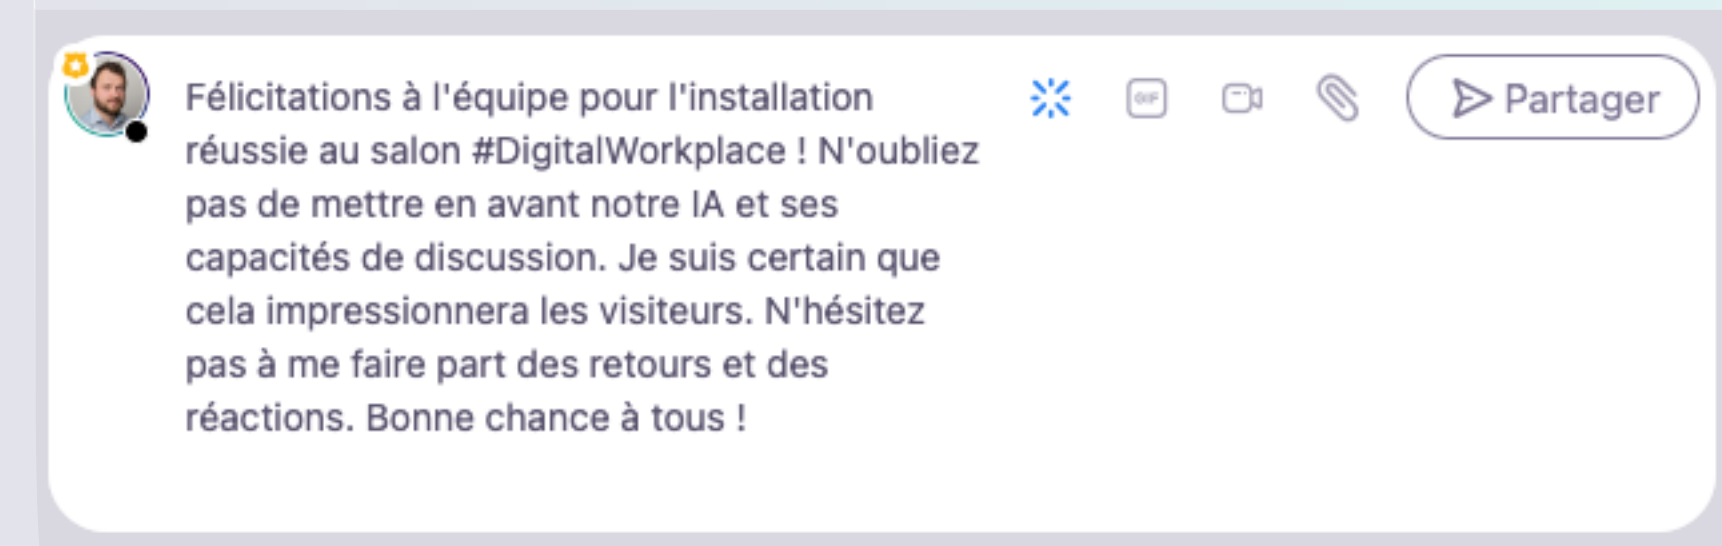 Félicitations à l'équipe pour l'installation
réussie au salon #DigitalWorkplace ! N'oubliez
pas de mettre en avant notre IA et ses
capacités de discussion. Je suis certain que
cela impressionnera les visiteurs. N'hésitez
pas à me faire part des retours et des
réactions. Bonne chance à tous !
GIF
Partager